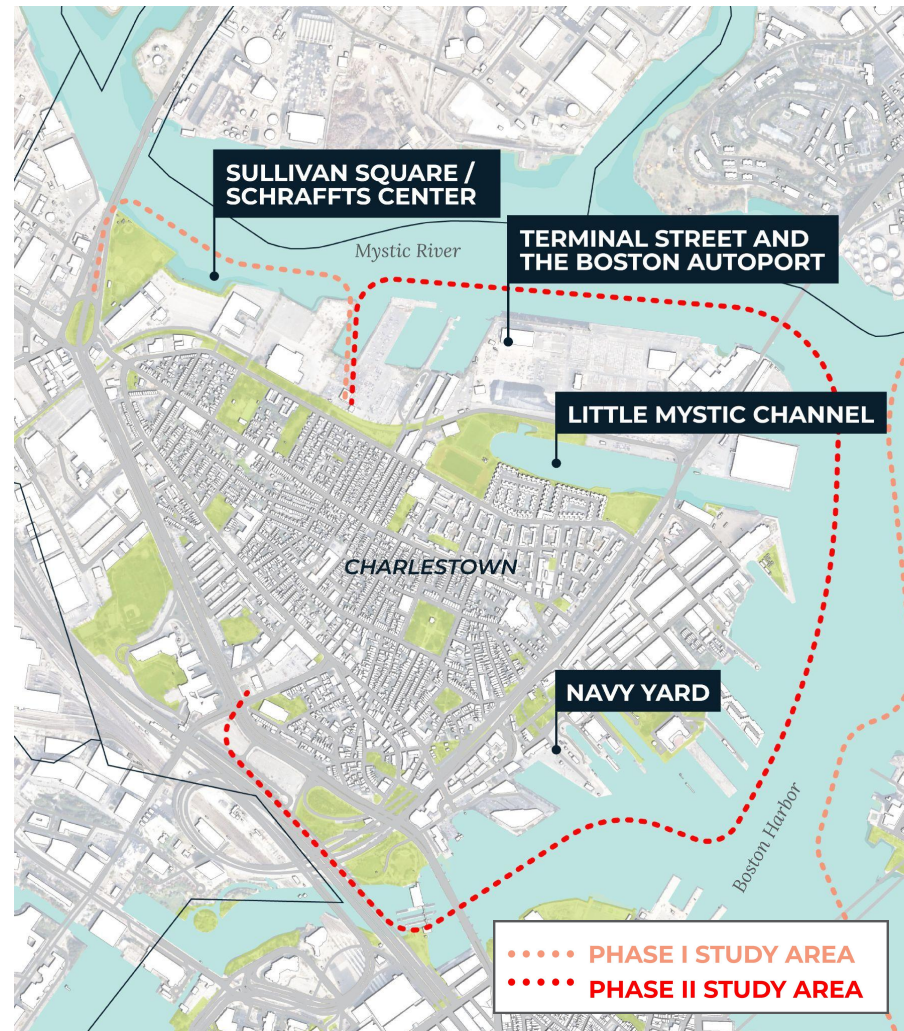 SULLIVAN SQUARE /
SCHRAFFTS CENTER
Mystic River
TERMINAL STREET AND
THE BOSTON AUTOPORT
LITTLE MYSTIC CHANNEL
CHARLESTOWN
NAVY YARD
Boston Harbor
PHASE I STUDY AREA
PHASE II STUDY AREA